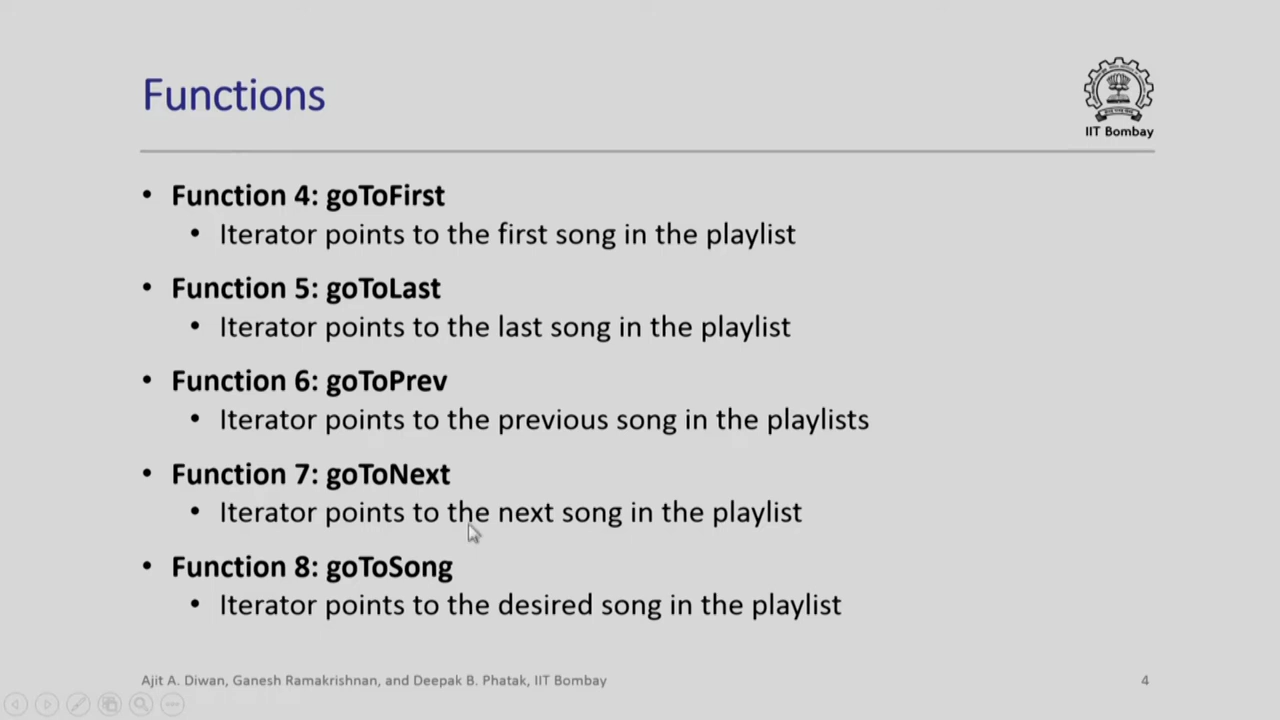 Functions
IIT Bombay
• Function 4: goToFirst
• Iterator points to the first song in the playlist
• Function 5: goToLast
• Iterator points to the last song in the playlist
• Function 6: goToPrev
• Iterator points to the previous song in the playlists
• Function 7: goToNext
• Iterator points to the next song in the playlist
• Function 8: goToSong
• Iterator points to the desired song in the playlist
Ajit A. Diwan, Ganesh Ramakrishnan, and Deepak B. Phatak, IIT Bombay
4